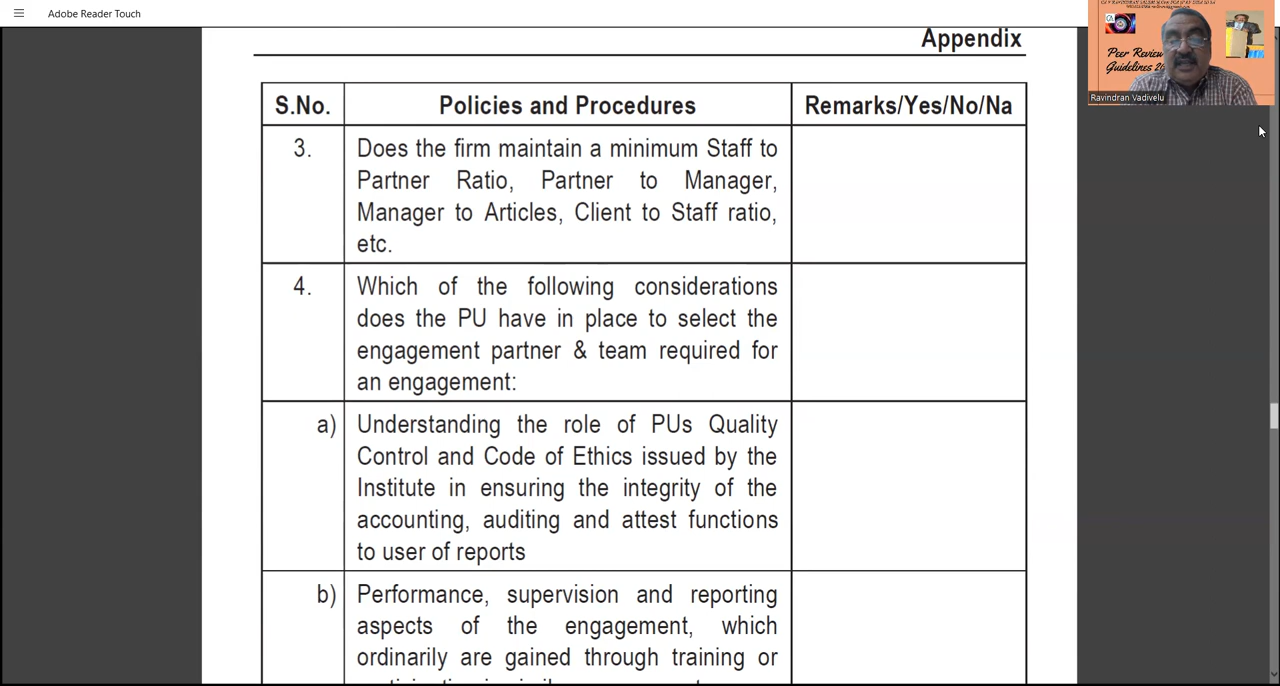 Adobe Reader Touch
Appendix
S.No.
Policies and Procedures
Remarks/Yes/No/Na
3.
Does the firm maintain a minimum Staff to
Partner Ratio, Partner to Manager,
Manager to Articles, Client to Staff ratio,
etc.
4.
Which of the following considerations
does the PU have in place to select the
engagement partner & team required for
an engagement:
a)
Understanding the role of PUs Quality
Control and Code of Ethics issued by the
Institute in ensuring the integrity of the
accounting, auditing and attest functions
to user of reports
b)
Performance, supervision and reporting
aspects of the engagement, which
ordinarily are gained through training or
Peer Review
Guidelines
Ravindran Vadivelu